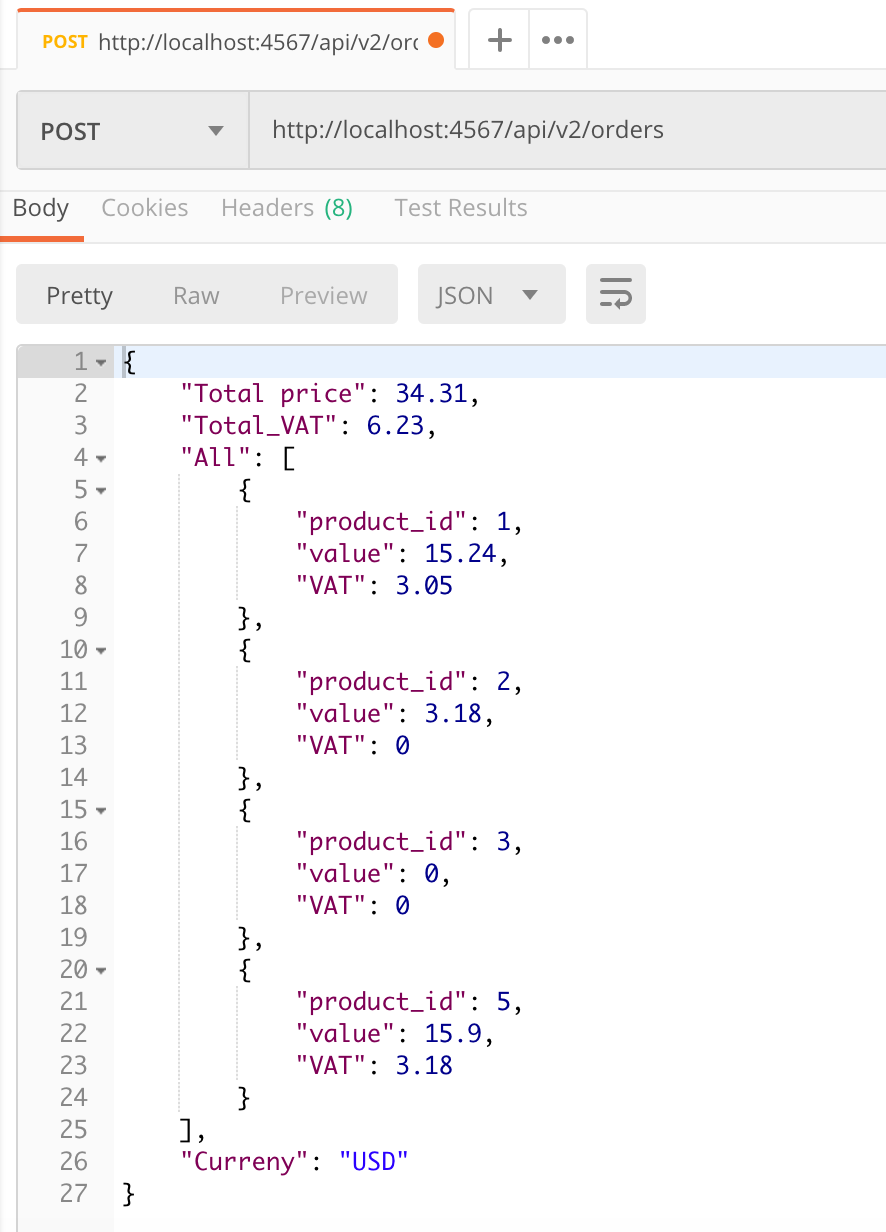 POST http://localhost:4567/api/v2/orc
POST http://localhost:4567/api/v2/orders
Body Cookies Headers (8) Test Results
Pretty Raw Preview JSON
1 {
2 "Total price": 34.31,
3 "Total_VAT": 6.23,
4 "All": [
5 {
6 "product_id": 1,
7 "value": 15.24,
8 "VAT": 3.05
9 },
10 {
11 "product_id": 2,
12 "value": 3.18,
13 "VAT": 0
14 },
15 {
16 "product_id": 3,
17 "value": 0,
18 "VAT": 0
19 },
20 {
21 "product_id": 5,
22 "value": 15.9,
23 "VAT": 3.18
24 }
25 ],
26 "Curreny": "USD"
27 }